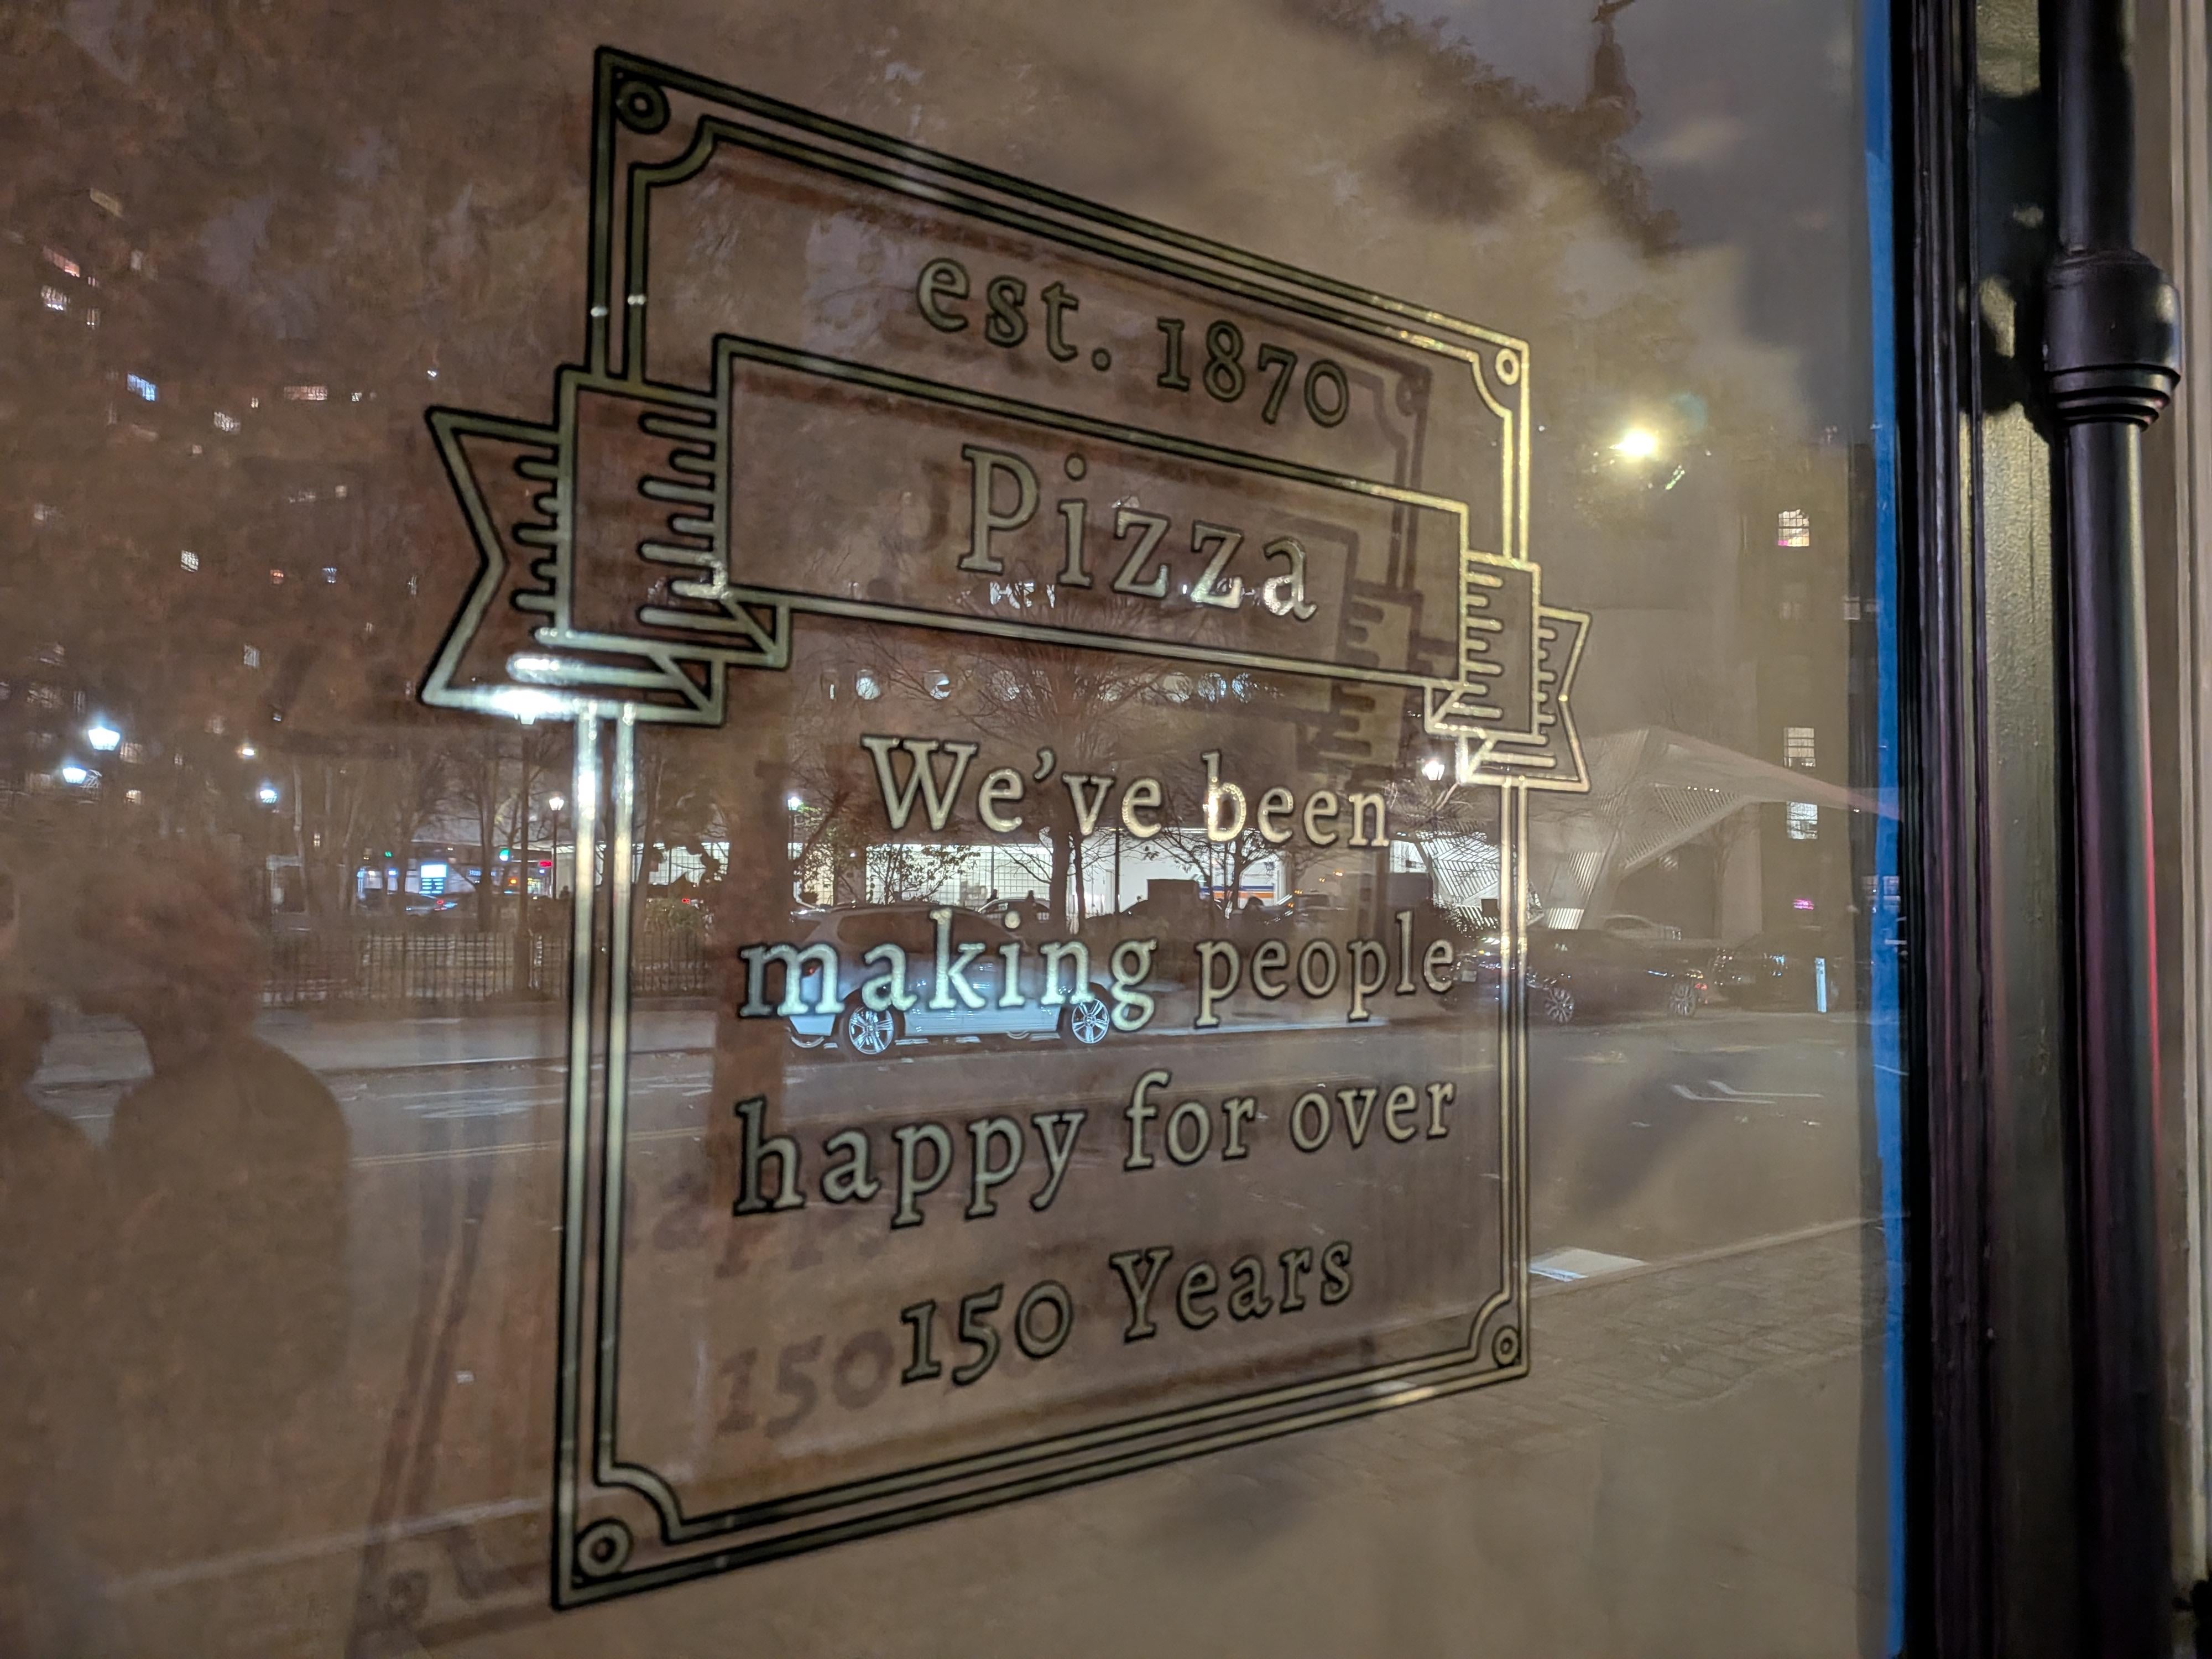 est. 1870
Pizza
We've been
making people
happy for over
150 Years